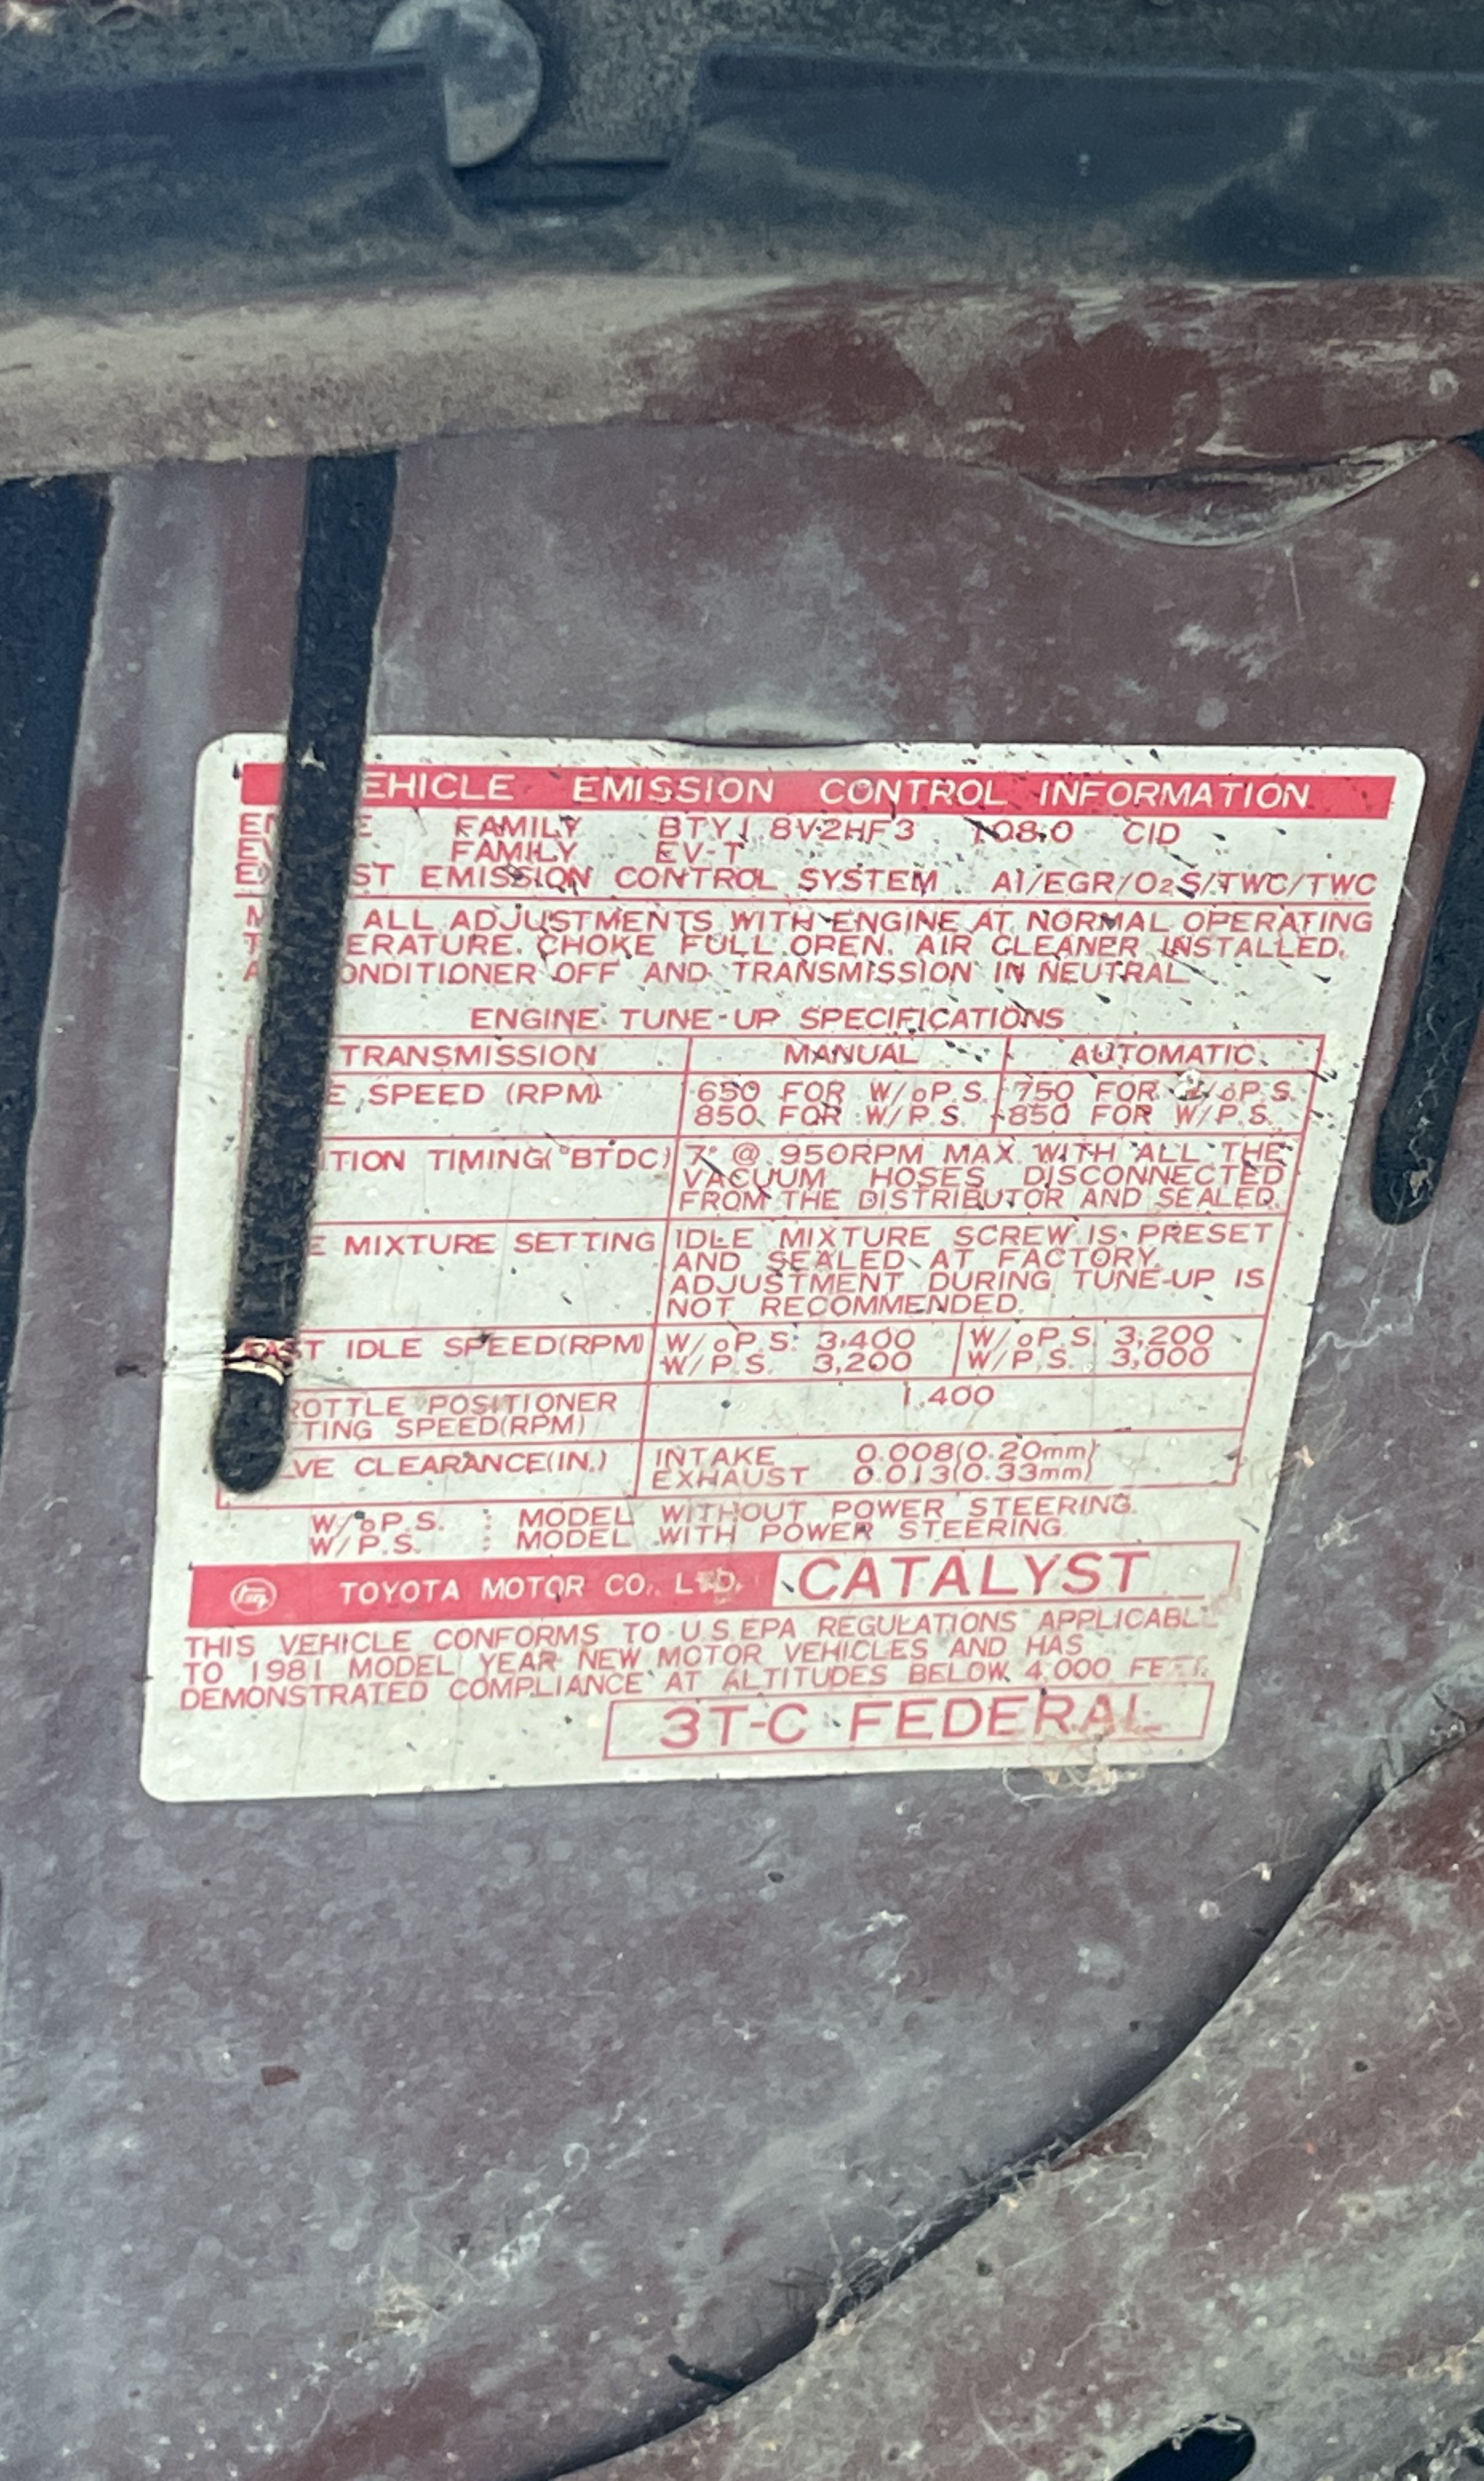 EHICLE EMISSION CONTROL INFORMATION
FAMILY BTY1.8V2HF3 108.0 CID
FAMILY EV-T
ST EMISSION CONTROL SYSTEM AI/EGR/O2S/TWC/TWC
ALL ADJUSTMENTS WITH ENGINE AT NORMAL OPERATING
ERATURE. CHOKE FULL OPEN. AIR CLEANER INSTALLED.
ONDITIONER OFF AND TRANSMISSION IN NEUTRAL
ENGINE TUNE-UP SPECIFICATIONS
TRANSMISSION MANUAL AUTOMATIC
E SPEED (RPM) 650 FOR W/oP.S. 750 FOR W/oP.S.
850 FOR W/P.S. 850 FOR W/P.S.
TION TIMING(°BTDC) 7° @ 950RPM MAX WITH ALL THE
VACUUM HOSES DISCONNECTED
FROM THE DISTRIBUTOR AND SEALED.
E MIXTURE SETTING IDLE MIXTURE SCREW IS PRESET
AND SEALED AT FACTORY.
ADJUSTMENT DURING TUNE-UP IS
NOT RECOMMENDED.
T IDLE SPEED(RPM) W/oP.S. 3,400 W/oP.S. 3,200
W/P.S. 3,200 W/P.S. 3,000
ROTTLE POSITIONER 1,400
TING SPEED(RPM)
VE CLEARANCE(IN.) INTAKE 0.008(0.20mm)
EXHAUST 0.013(0.33mm)
W/oP.S. : MODEL WITHOUT POWER STEERING.
W/P.S. : MODEL WITH POWER STEERING.
TOYOTA MOTOR CO., LTD. CATALYST
THIS VEHICLE CONFORMS TO U.S.EPA REGULATIONS APPLICABL
TO 1981 MODEL YEAR NEW MOTOR VEHICLES AND HAS
DEMONSTRATED COMPLIANCE AT ALTITUDES BELOW 4,000 FEET.
3T-C FEDERAL